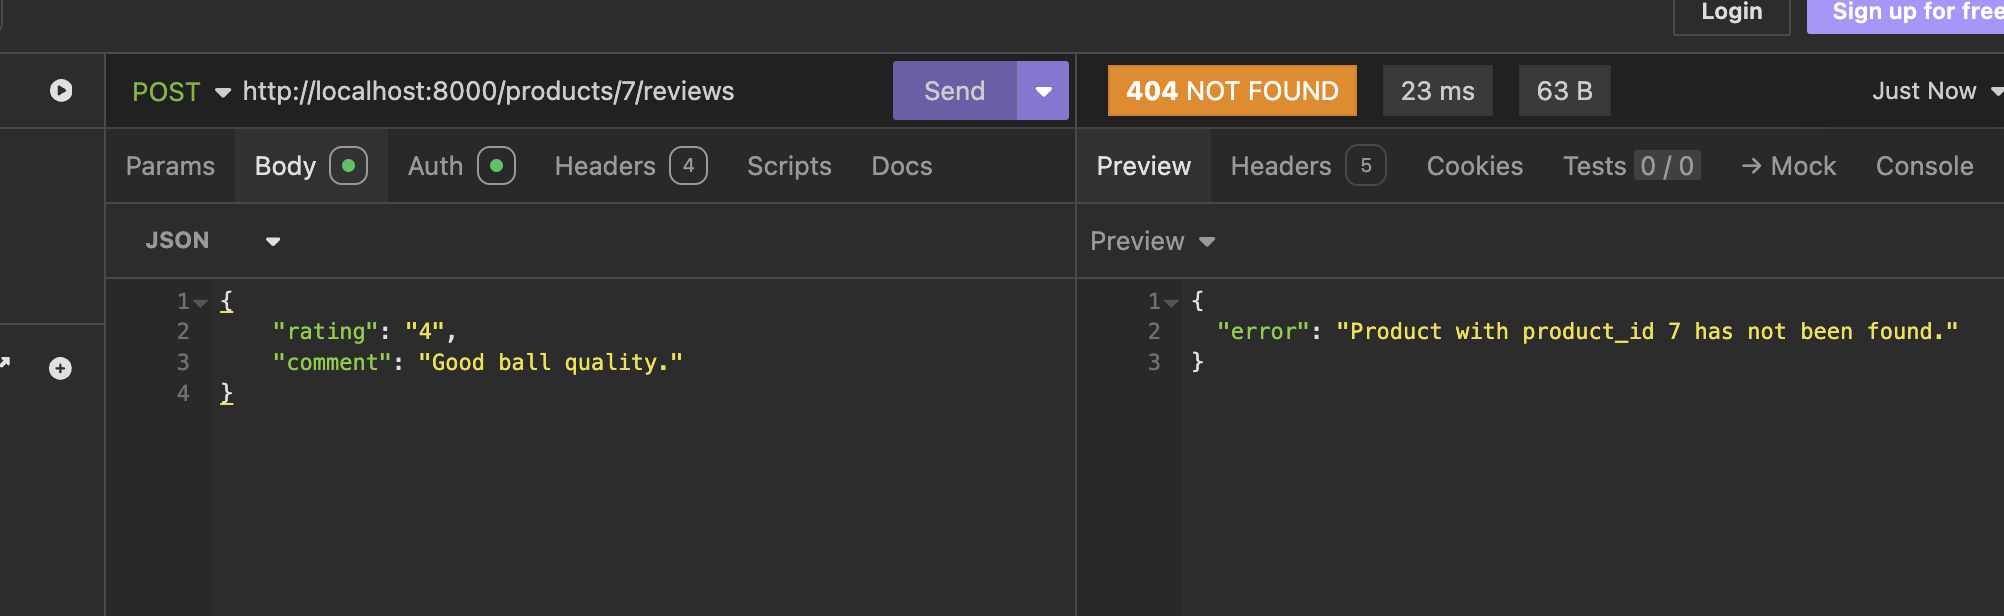 Login
Sign up for free
POST http://localhost:8000/products/7/reviews
Send
404 NOT FOUND
23 ms
63 B
Just Now
Params
Body
Auth
Headers 4
Scripts
Docs
Preview
Headers 5
Cookies
Tests 0 / 0
→ Mock
Console
JSON
Preview
1 {
2 "rating": "4",
3 "comment": "Good ball quality."
4 }
1 {
2 "error": "Product with product_id 7 has not been found."
3 }